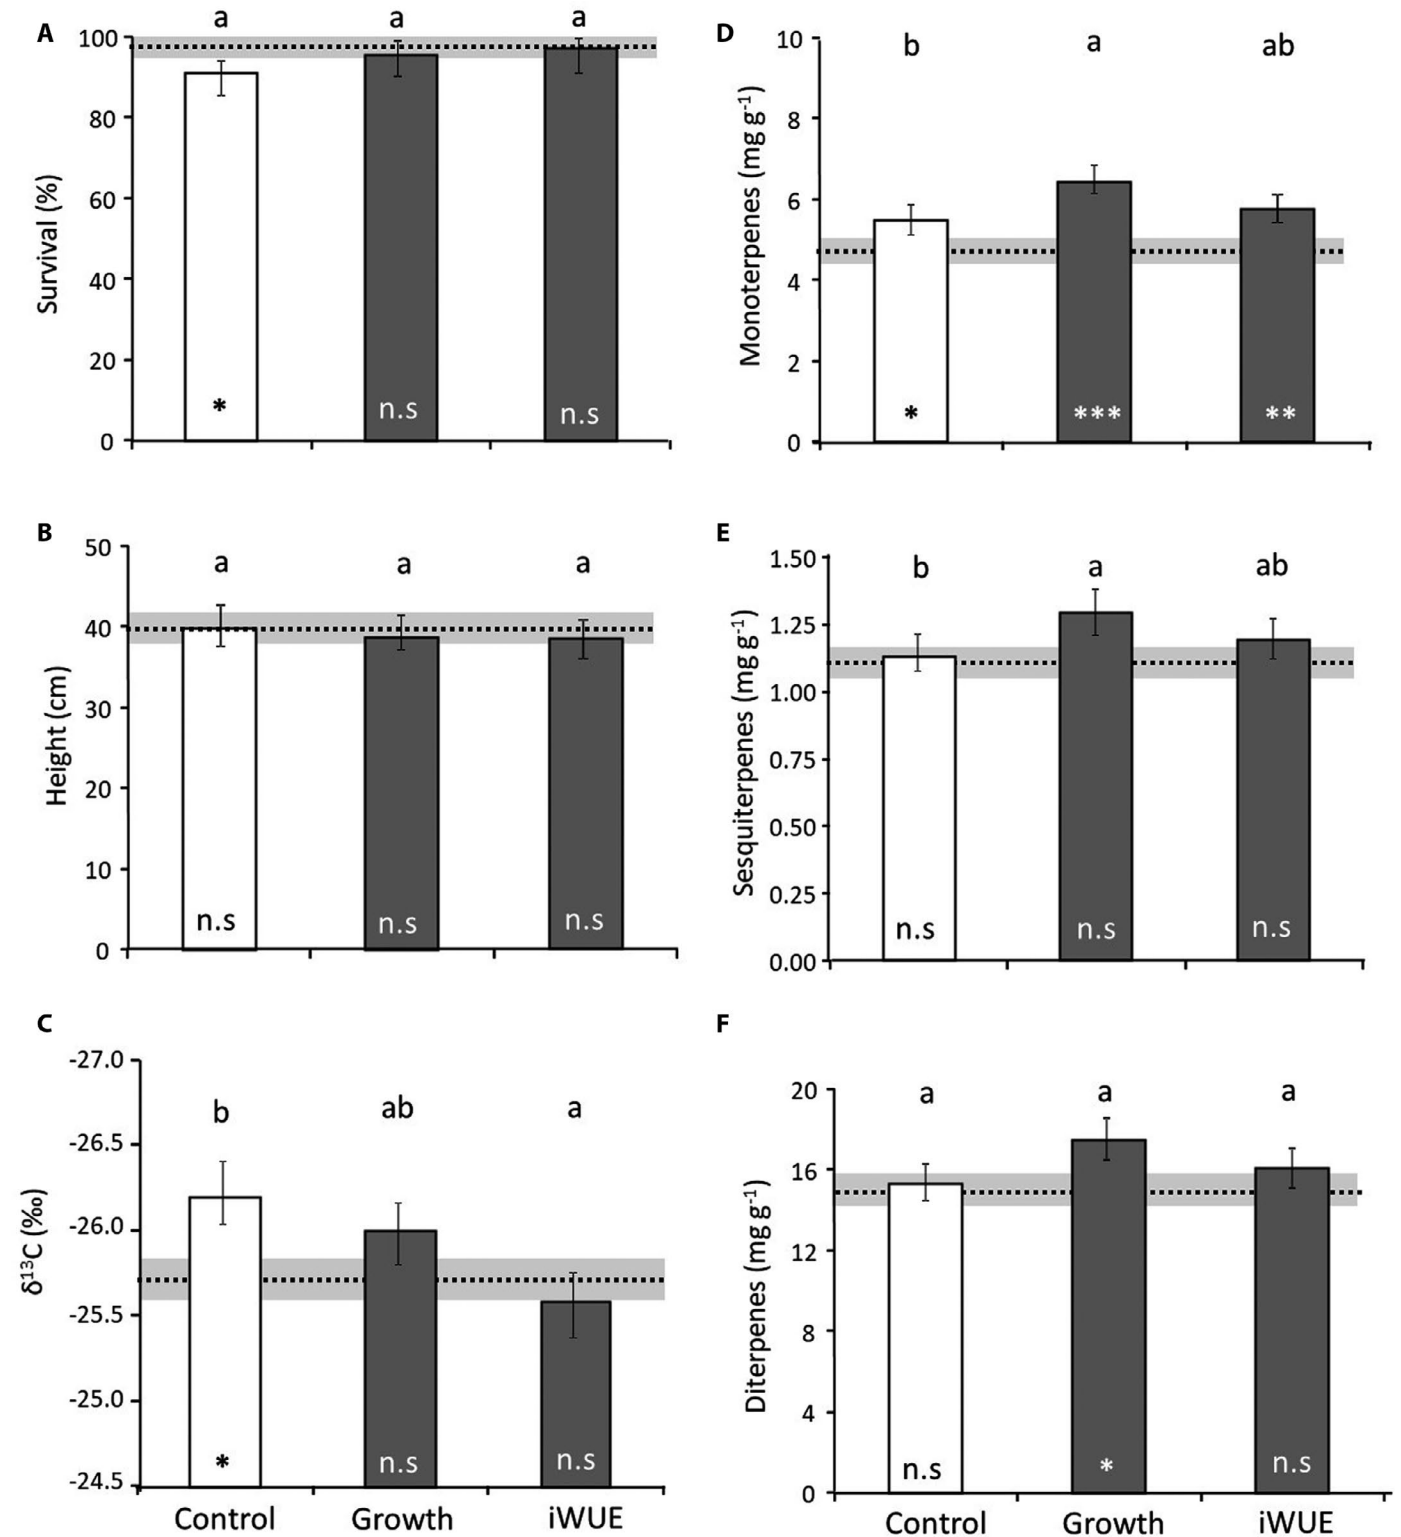 A
a a a
100
80
60
40
20
0
Survival (%)
* n.s n.s
D
b a ab
10
8
6
4
2
0
Monoterpenes (mg g-1)
* *** **
B
a a a
50
40
30
20
10
0
Height (cm)
n.s n.s n.s
E
b a ab
1.50
1.25
1.00
0.75
0.50
0.25
0.00
Sesquiterpenes (mg g-1)
n.s n.s n.s
C
b ab a
-27.0
-26.5
-26.0
-25.5
-25.0
-24.5
δ13C (‰)
* n.s n.s
Control Growth iWUE
F
a a a
20
16
12
8
4
0
Diterpenes (mg g-1)
n.s * n.s
Control Growth iWUE